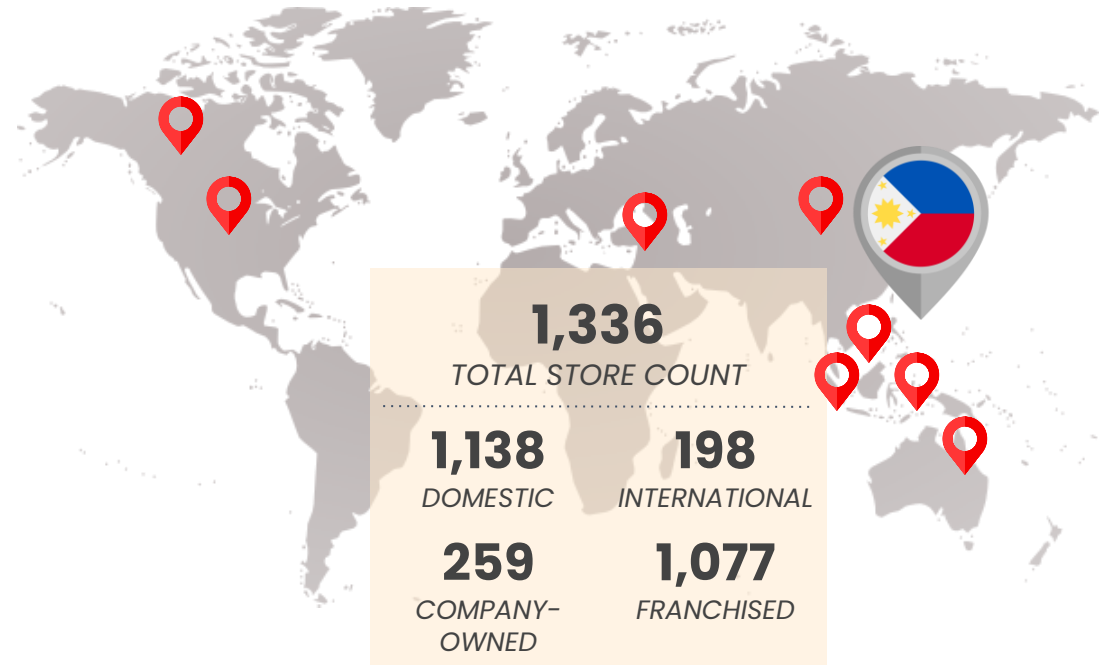 1,336
TOTAL STORE COUNT
1,138
DOMESTIC
198
INTERNATIONAL
259
COMPANY-
OWNED
1,077
FRANCHISED